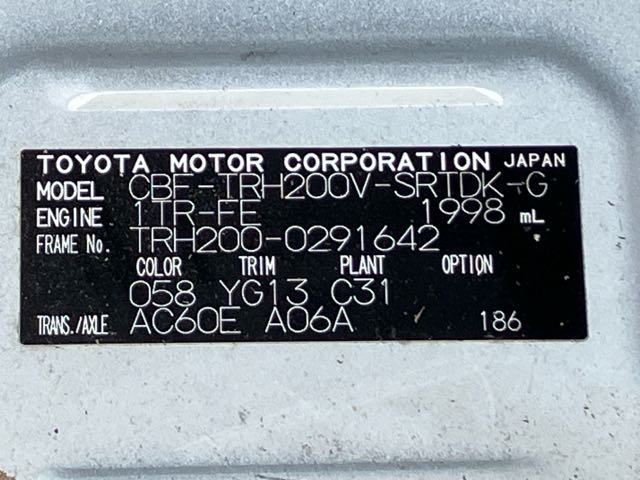 TOYOTA MOTOR CORPORATION JAPAN
MODEL CBF-TRH200V-SRTDK-G
ENGINE 1TR-FE 1998 mL
FRAME No. TRH200-0291642
COLOR TRIM PLANT OPTION
058 YG13 C31
TRANS./AXLE AC60E A06A 186